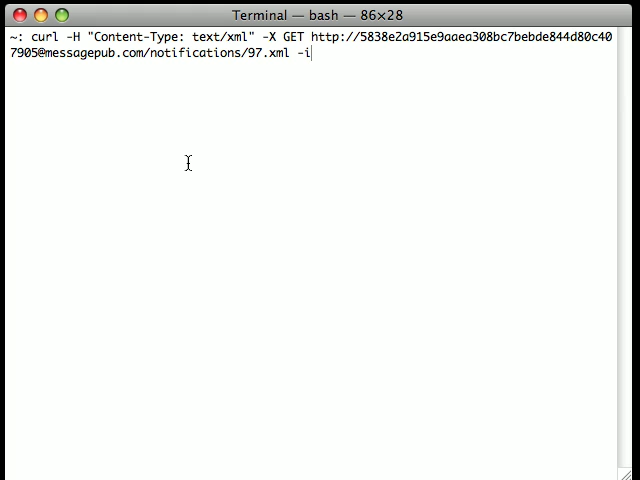 Terminal — bash — 86×28
~: curl -H "Content-Type: text/xml" -X GET http://5838e2a915e9aaea308bc7bebde844d80c40
7905@messagepub.com/notifications/97.xml -i